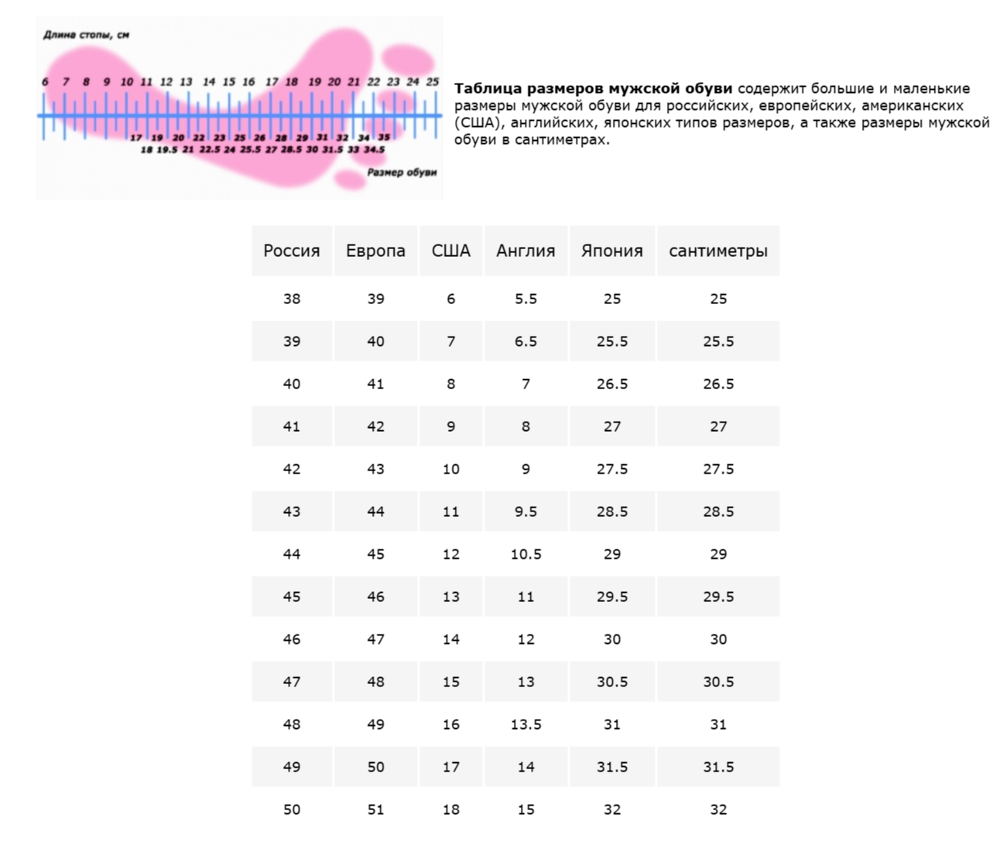 Длина стопы, см
6 7 8 9 10 11 12 13 14 15 16 17 18 19 20 21 22 23 24 25
17 19 20 22 23 25 26 28 29 31 32 34 35
18 19.5 21 22.5 24 25.5 27 28.5 30 31.5 33 34.5
Размер обуви
Таблица размеров мужской обуви содержит большие и маленькие
размеры мужской обуви для российских, европейских, американских
(США), английских, японских типов размеров, а также размеры мужской
обуви в сантиметрах.
Россия Европа США Англия Япония сантиметры
38 39 6 5.5 25 25
39 40 7 6.5 25.5 25.5
40 41 8 7 26.5 26.5
41 42 9 8 27 27
42 43 10 9 27.5 27.5
43 44 11 9.5 28.5 28.5
44 45 12 10.5 29 29
45 46 13 11 29.5 29.5
46 47 14 12 30 30
47 48 15 13 30.5 30.5
48 49 16 13.5 31 31
49 50 17 14 31.5 31.5
50 51 18 15 32 32